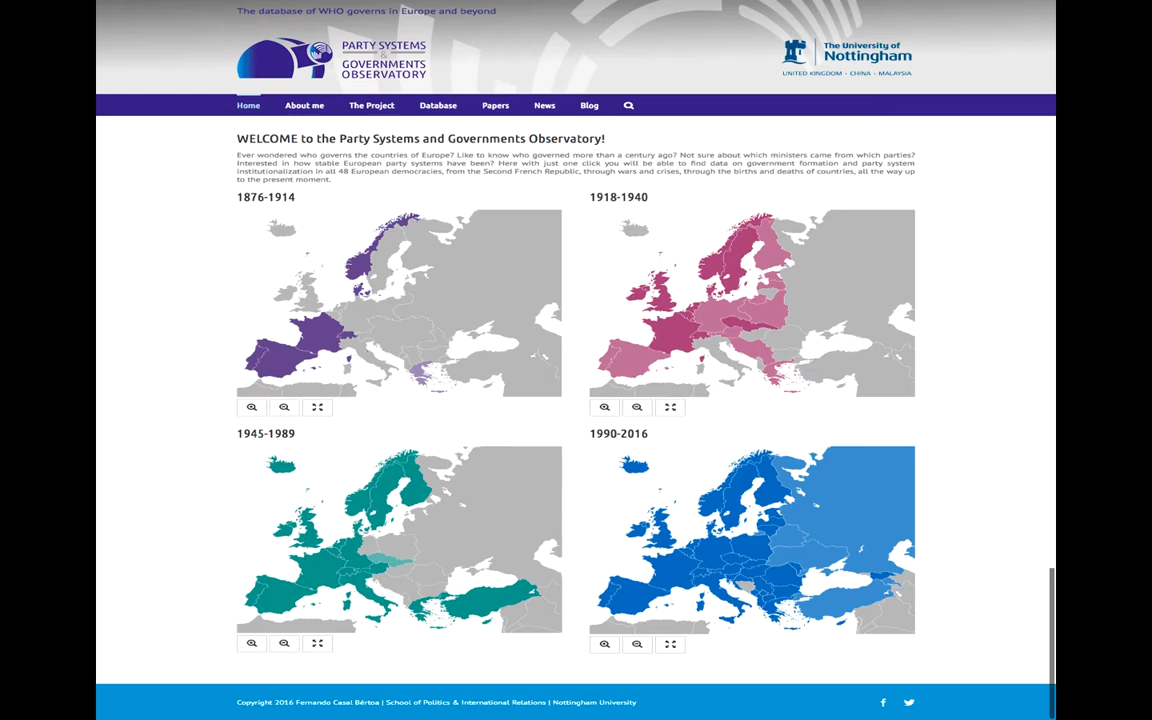 The database of WHO governs in Europe and beyond
PARTY SYSTEMS
&
GOVERNMENTS
OBSERVATORY
The University of
Nottingham
UNITED KINGDOM · CHINA · MALAYSIA
Home About me The Project Database Papers News Blog
WELCOME to the Party Systems and Governments Observatory!
Ever wondered who governs the countries of Europe? Like to know who governed more than a century ago? Not sure about which ministers came from which parties?
Interested in how stable European party systems have been? Here with just one click you will be able to find data on government formation and party system
institutionalization in all 48 European democracies, from the Second French Republic, through wars and crises, through the births and deaths of countries, all the way up
to the present moment.
1876-1914
1918-1940
1945-1989
1990-2016
Copyright 2016 Fernando Casal Bértoa | School of Politics & International Relations | Nottingham University